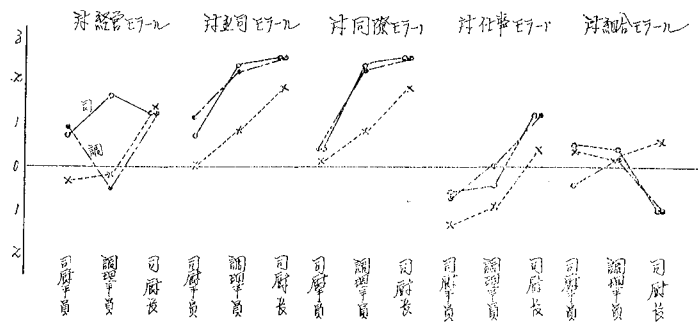 対経営モラール 対上司モラール 対同僚モラール 対仕事モラール 対組合モラール
3
2
1
0
1
2
司
調
司厨手員 調理手員 司厨長 司厨手員 調理手員 司厨長 司厨手員 調理手員 司厨長 司厨手員 調理手員 司厨長 司厨手員 調理手員 司厨長